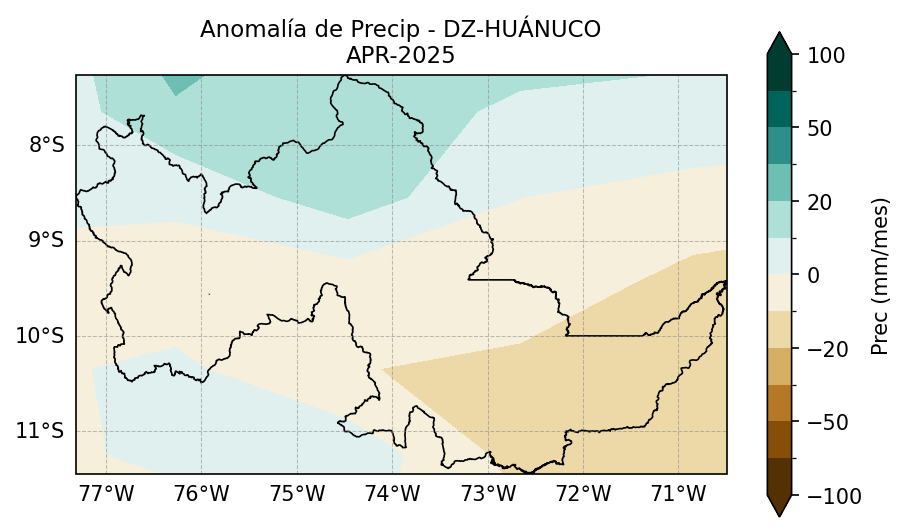 Anomalía de Precip - DZ-HUÁNUCO
APR-2025
100
50
20
0
−20
−50
−100
Prec (mm/mes)
8°S
9°S
10°S
11°S
77°W 76°W 75°W 74°W 73°W 72°W 71°W